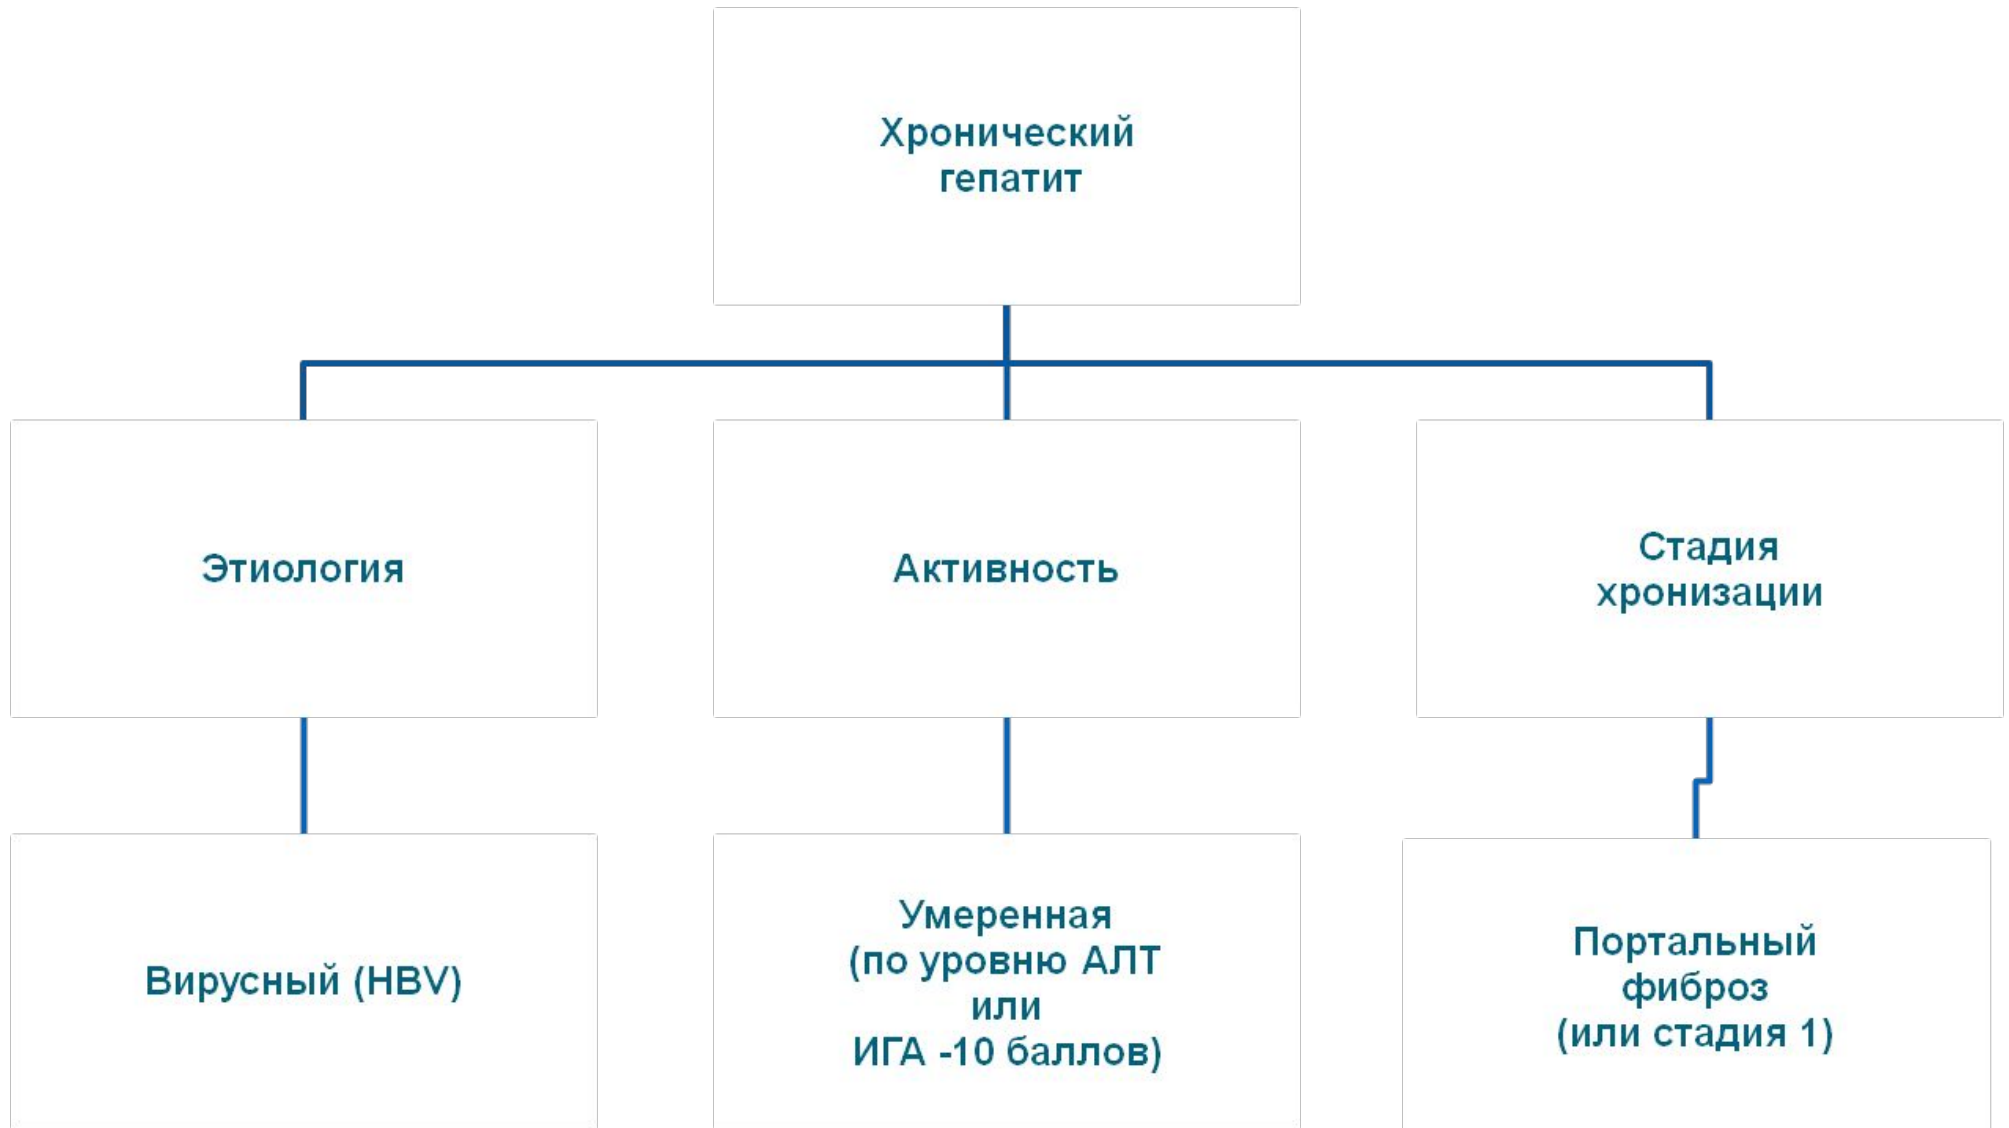 Хронический
гепатит
Этиология
Активность
Стадия
хронизации
Вирусный (HBV)
Умеренная
(по уровню АЛТ
или
ИГА -10 баллов)
Портальный
фиброз
(или стадия 1)